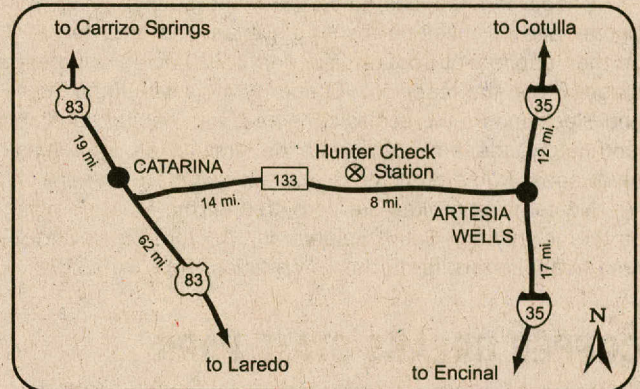 to Carrizo Springs
to Cotulla
83
35
19 mi.
12 mi.
CATARINA
133
Hunter Check
Station
14 mi.
8 mi.
ARTESIA
WELLS
62 mi.
17 mi.
83
35
N
to Laredo
to Encinal